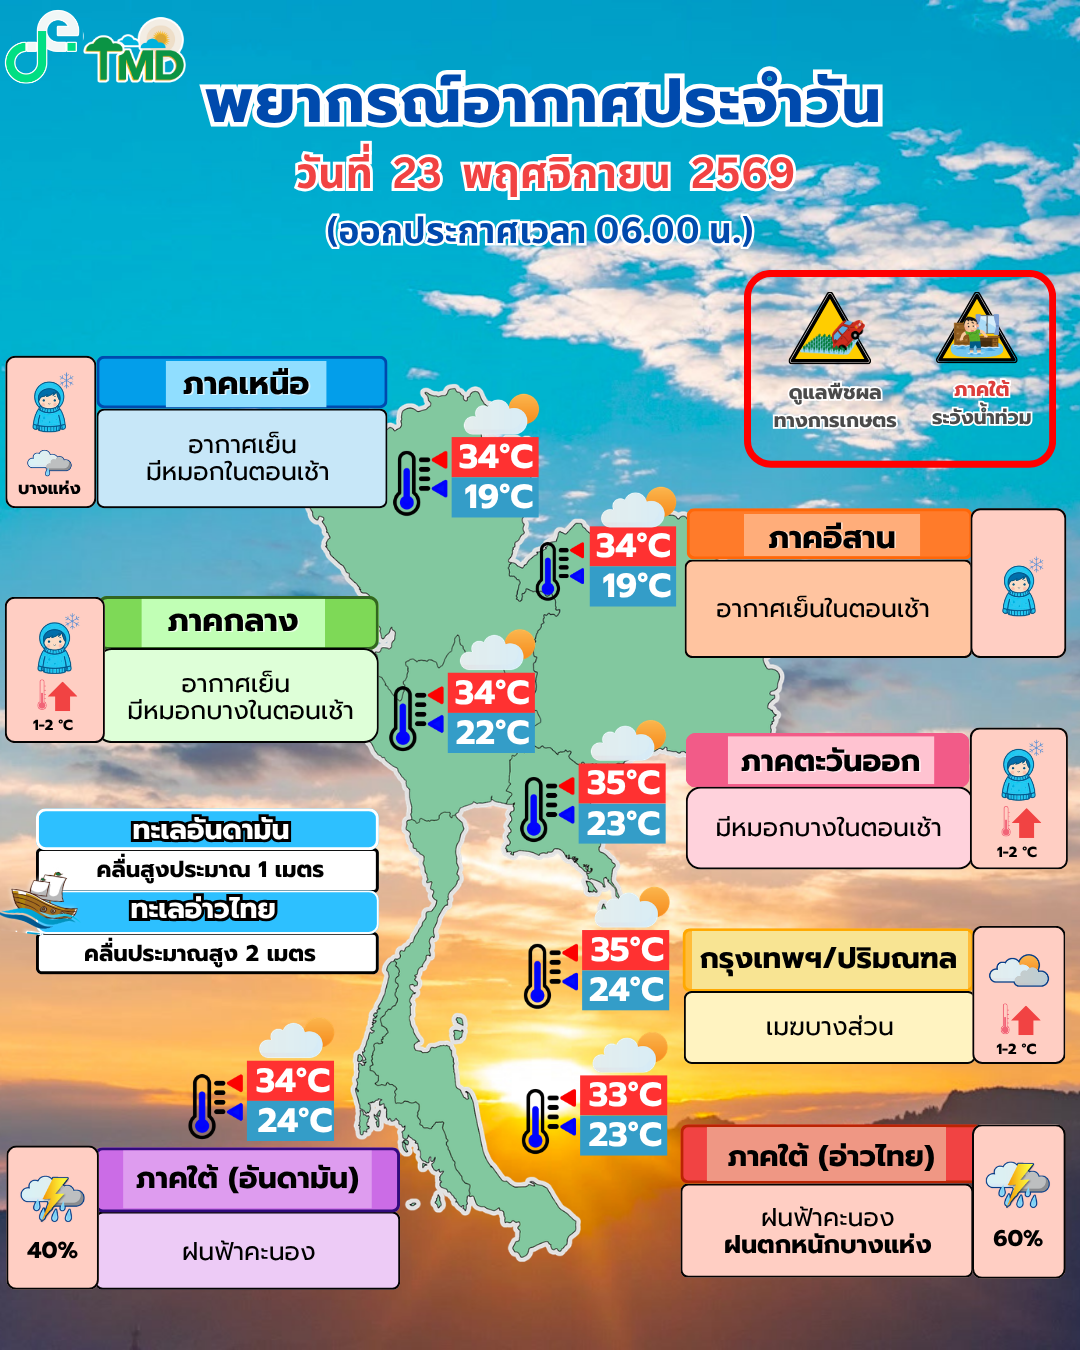 TMD
พยากรณ์อากาศประจำวัน
วันที่ 23 พฤศจิกายน 2569
(ออกประกาศเวลา 06.00 น.)
ดูแลพืชผล
ทางการเกษตร
ภาคใต้
ระวังน้ำท่วม
ภาคเหนือ
อากาศเย็น
มีหมอกในตอนเช้า
บางแห่ง
34°C
19°C
ภาคอีสาน
อากาศเย็นในตอนเช้า
34°C
19°C
ภาคกลาง
อากาศเย็น
มีหมอกบางในตอนเช้า
1-2 °C
34°C
22°C
ภาคตะวันออก
มีหมอกบางในตอนเช้า
1-2 °C
35°C
23°C
ทะเลอันดามัน
คลื่นสูงประมาณ 1 เมตร
ทะเลอ่าวไทย
คลื่นประมาณสูง 2 เมตร
กรุงเทพฯ/ปริมณฑล
เมฆบางส่วน
1-2 °C
35°C
24°C
34°C
24°C
ภาคใต้ (อันดามัน)
ฝนฟ้าคะนอง
40%
33°C
23°C
ภาคใต้ (อ่าวไทย)
ฝนฟ้าคะนอง
ฝนตกหนักบางแห่ง
60%